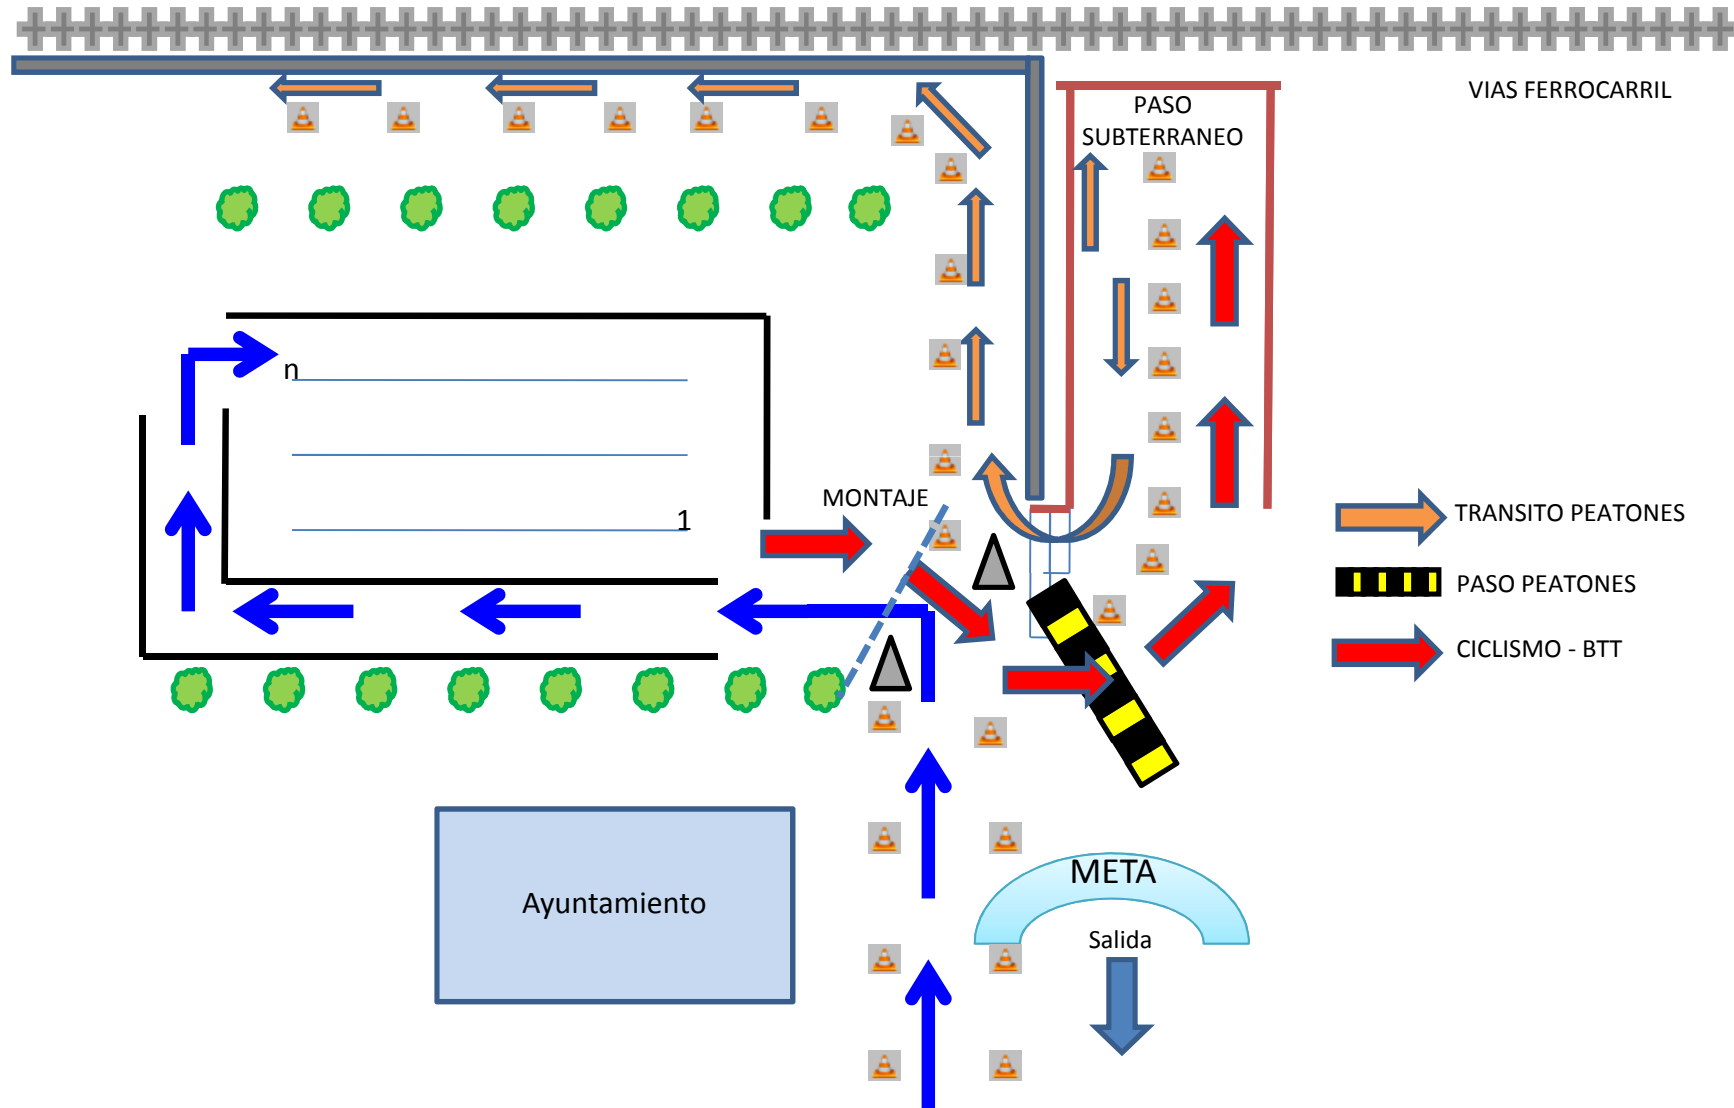 VIAS FERROCARRIL
PASO
SUBTERRANEO
n
MONTAJE
1
TRANSITO PEATONES
PASO PEATONES
CICLISMO - BTT
META
Ayuntamiento
Salida